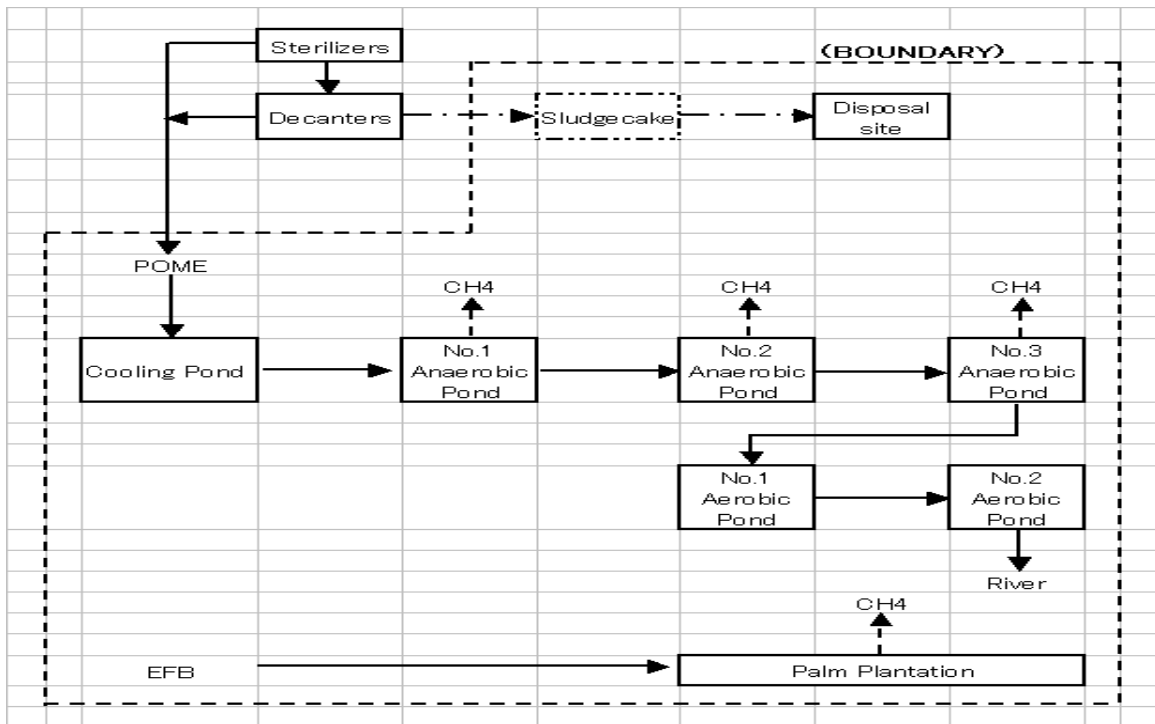 Sterilizers
(BOUNDARY)
Decanters
Sludgecake
Disposal
site
POME
CH4
CH4
CH4
Cooling Pond
No.1
Anaerobic
Pond
No.2
Anaerobic
Pond
No.3
Anaerobic
Pond
No.1
Aerobic
Pond
No.2
Aerobic
Pond
River
CH4
EFB
Palm Plantation